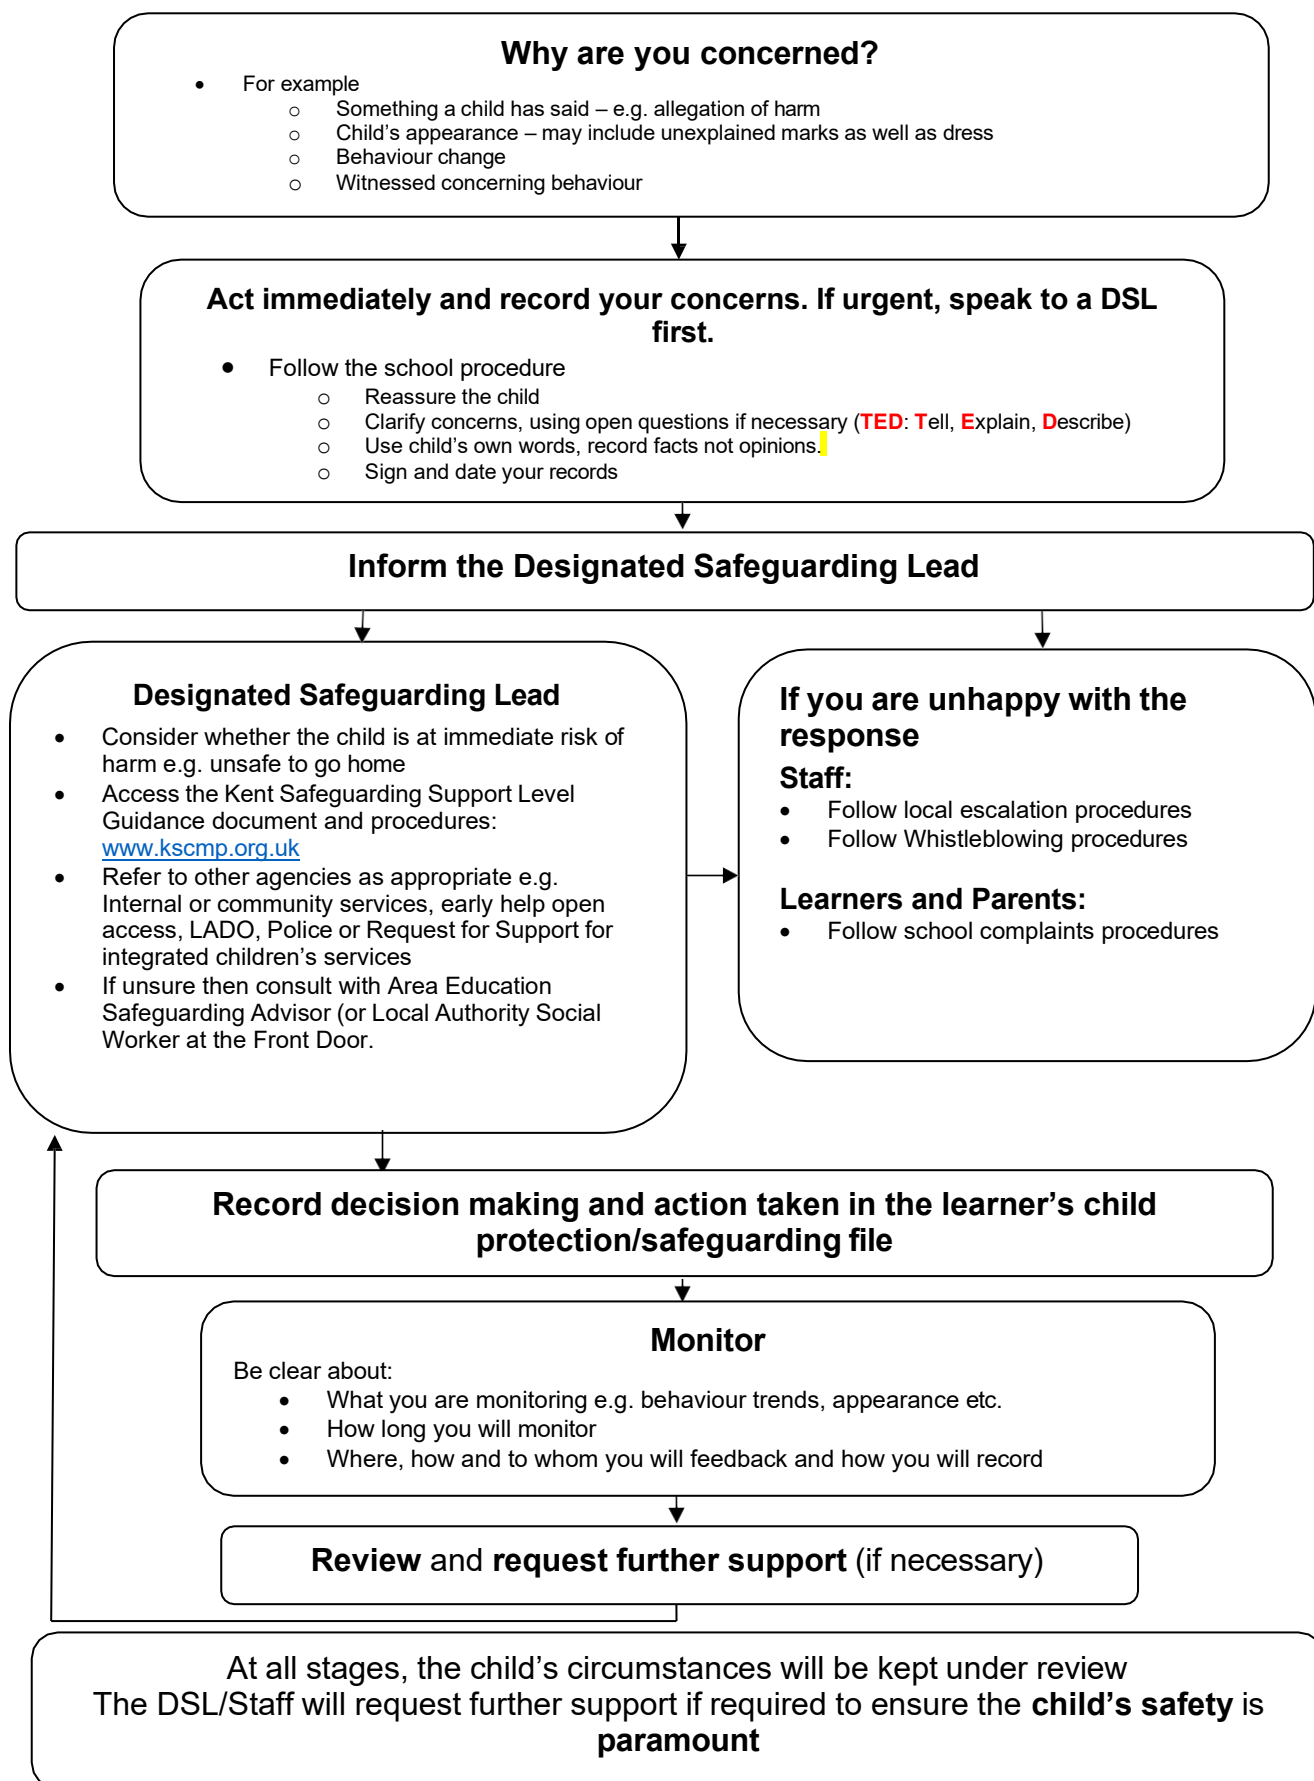 Why are you concerned?
• For example
o Something a child has said – e.g. allegation of harm
o Child’s appearance – may include unexplained marks as well as dress
o Behaviour change
o Witnessed concerning behaviour
Act immediately and record your concerns. If urgent, speak to a DSL
first.
• Follow the school procedure
o Reassure the child
o Clarify concerns, using open questions if necessary (TED: Tell, Explain, Describe)
o Use child’s own words, record facts not opinions.
o Sign and date your records
Inform the Designated Safeguarding Lead
Designated Safeguarding Lead
• Consider whether the child is at immediate risk of
harm e.g. unsafe to go home
• Access the Kent Safeguarding Support Level
Guidance document and procedures:
www.kscmp.org.uk
• Refer to other agencies as appropriate e.g.
Internal or community services, early help open
access, LADO, Police or Request for Support for
integrated children’s services
• If unsure then consult with Area Education
Safeguarding Advisor (or Local Authority Social
Worker at the Front Door.
If you are unhappy with the
response
Staff:
• Follow local escalation procedures
• Follow Whistleblowing procedures
Learners and Parents:
• Follow school complaints procedures
Record decision making and action taken in the learner’s child
protection/safeguarding file
Monitor
Be clear about:
• What you are monitoring e.g. behaviour trends, appearance etc.
• How long you will monitor
• Where, how and to whom you will feedback and how you will record
Review and request further support (if necessary)
At all stages, the child’s circumstances will be kept under review
The DSL/Staff will request further support if required to ensure the child’s safety is
paramount